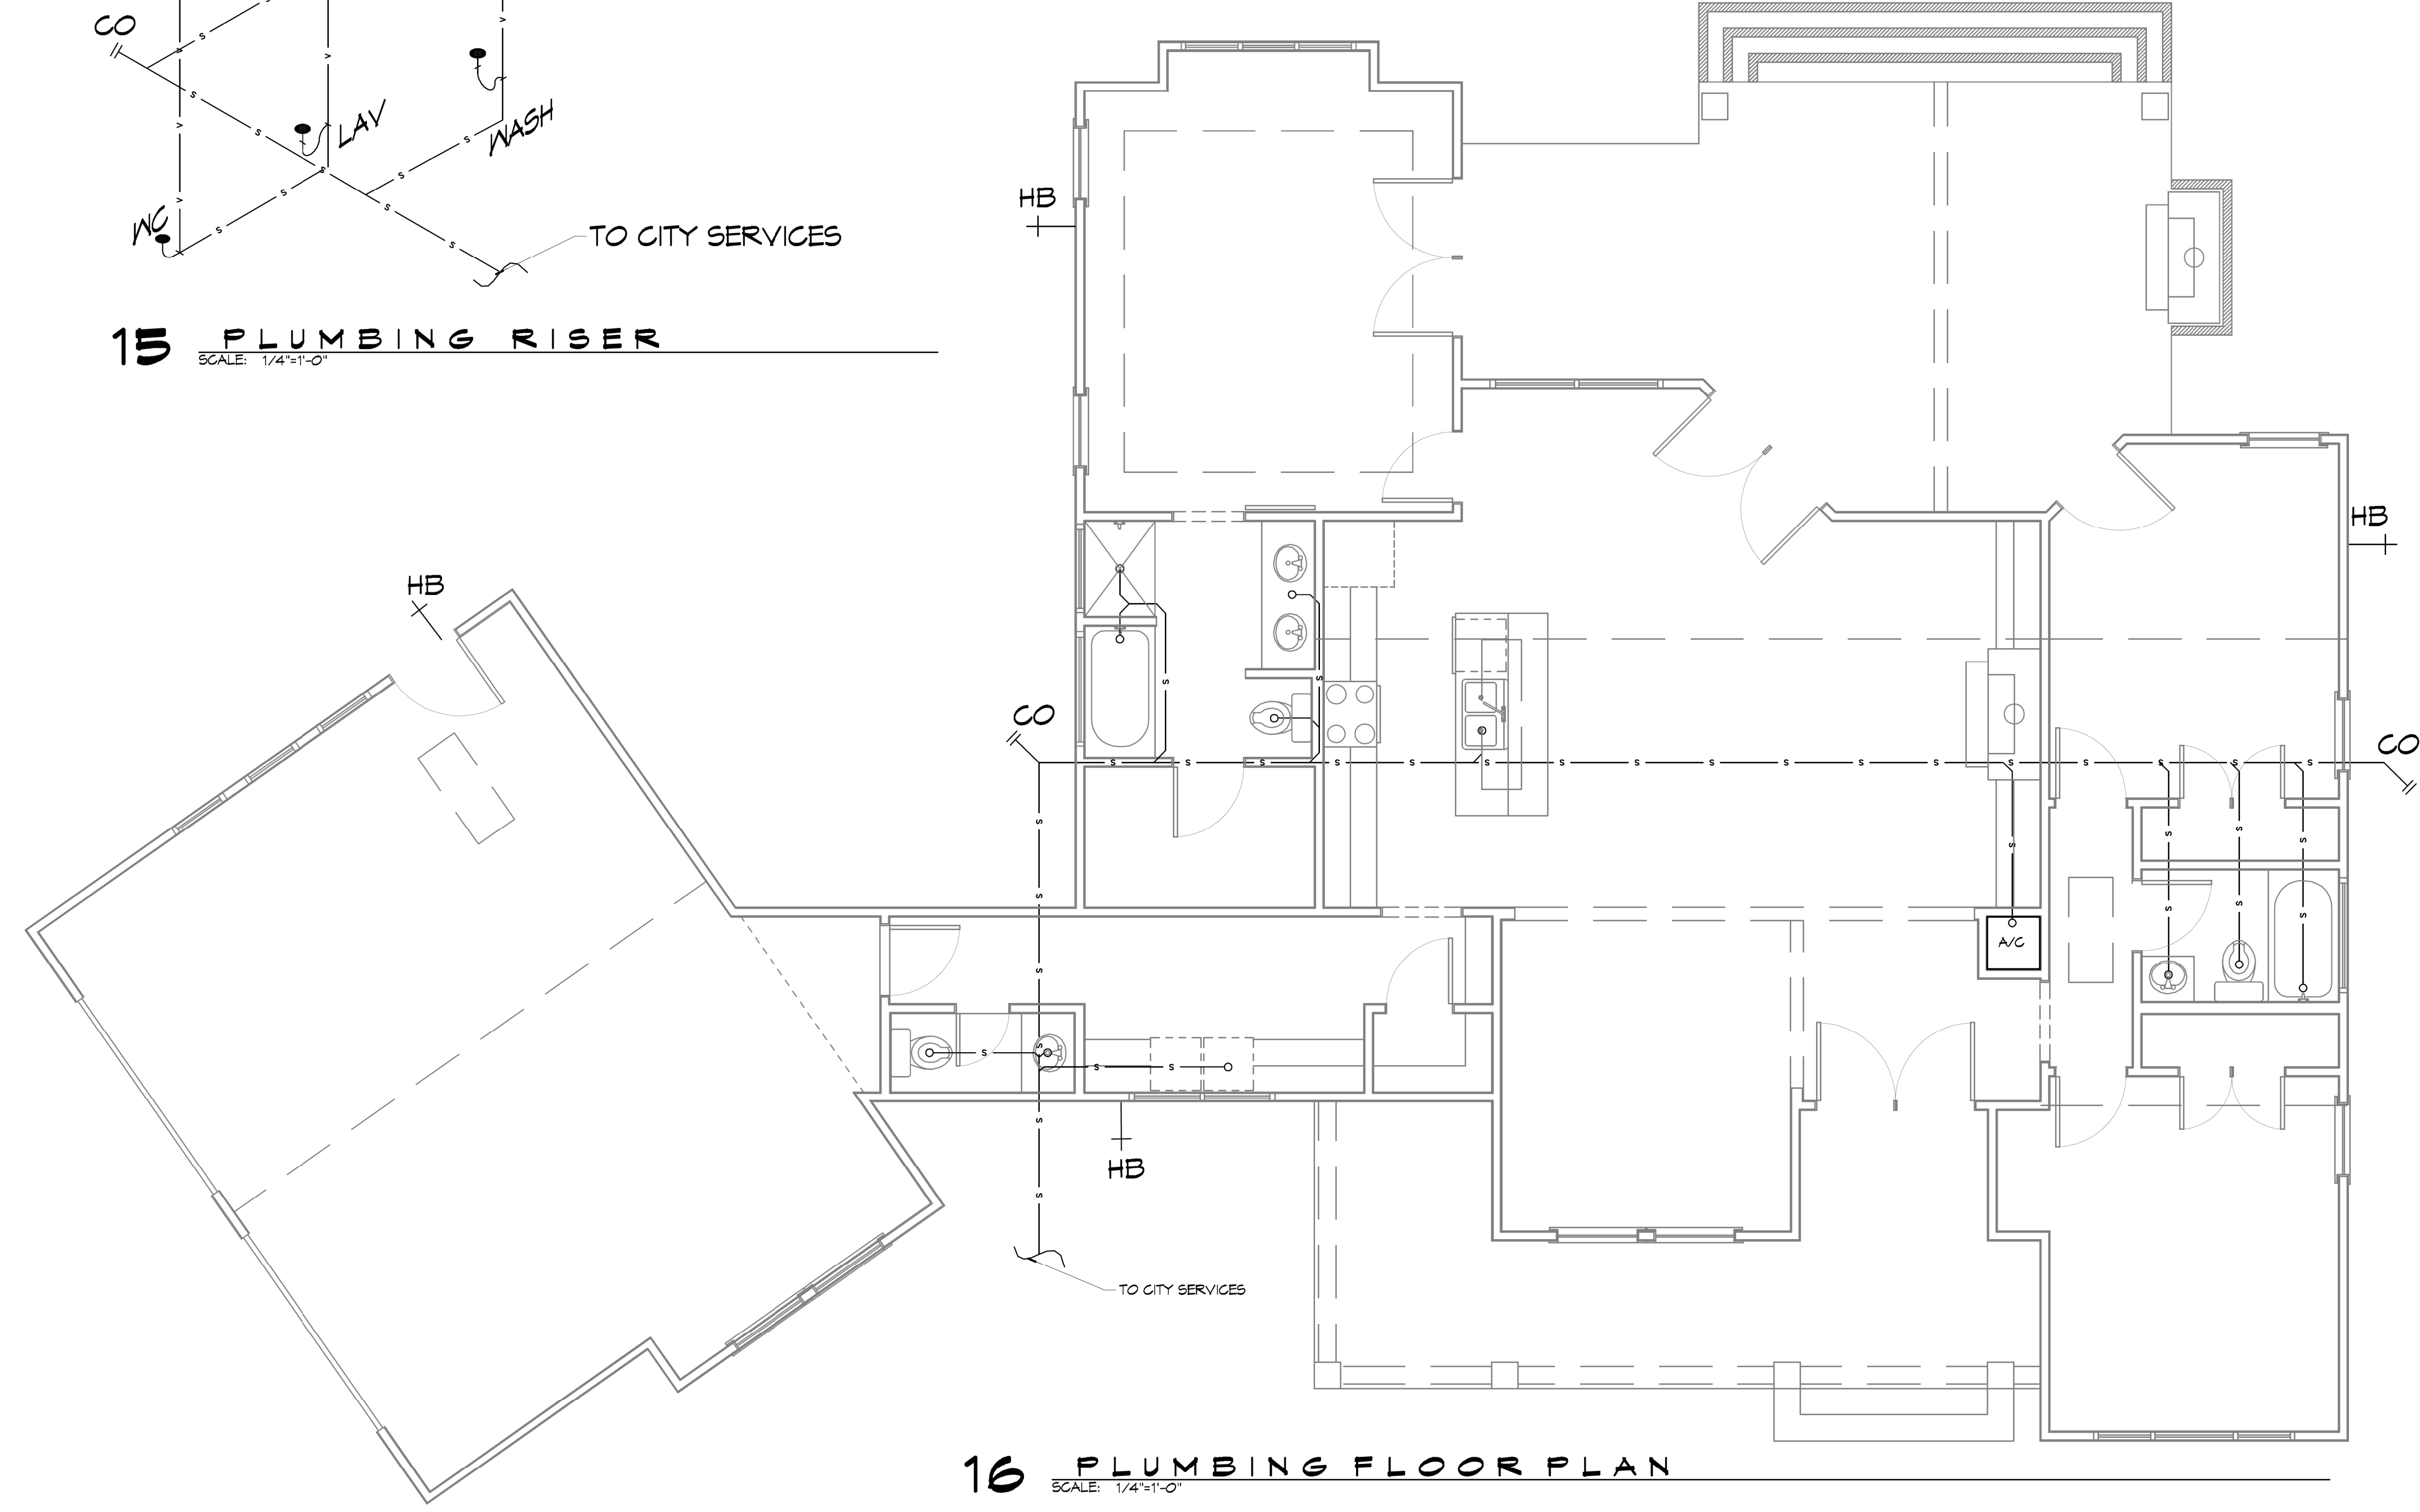 CO
LAV
WASH
WC
TO CITY SERVICES
15 PLUMBING RISER
SCALE: 1/4"=1'-0"
HB
HB
HB
CO
CO
A/C
HB
TO CITY SERVICES
16 PLUMBING FLOOR PLAN
SCALE: 1/4"=1'-0"